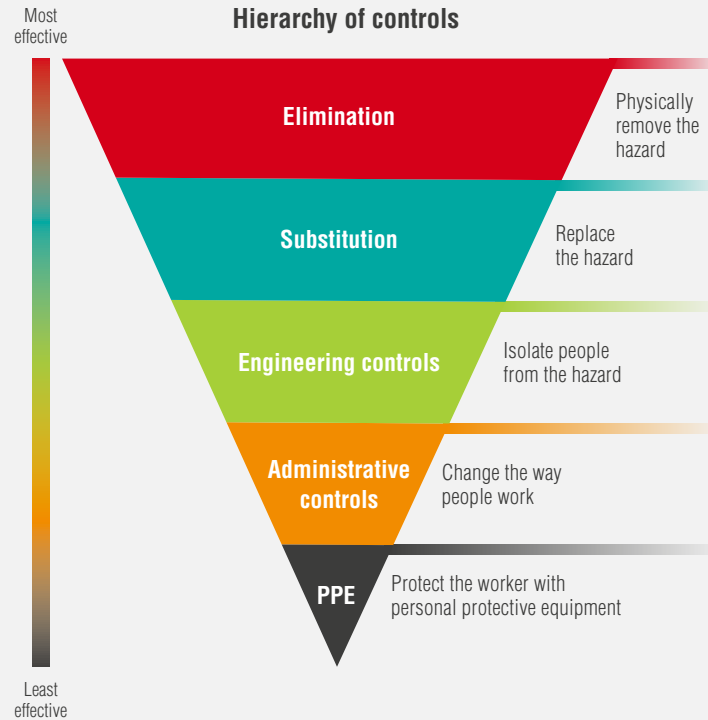 Most
effective
Hierarchy of controls
Elimination
Physically
remove the
hazard
Substitution
Replace
the hazard
Engineering controls
Isolate people
from the hazard
Administrative
controls
Change the way
people work
PPE
Protect the worker with
personal protective equipment
Least
effective